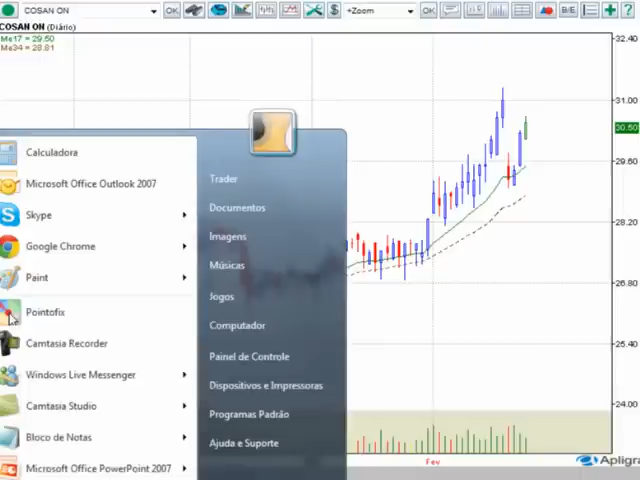 COSAN ON
OK
$
+Zoom
OK
B/E
?
COSAN ON (Diário)
Me17 = 29.50
Me34 = 28.81
32.40
31.00
30.50
29.60
28.20
26.80
25.40
24.00
Fev
Apligra
Calculadora
Microsoft Office Outlook 2007
Skype
Google Chrome
Paint
Pointofix
Camtasia Recorder
Windows Live Messenger
Camtasia Studio
Bloco de Notas
Microsoft Office PowerPoint 2007
Trader
Documentos
Imagens
Músicas
Jogos
Computador
Painel de Controle
Dispositivos e Impressoras
Programas Padrão
Ajuda e Suporte